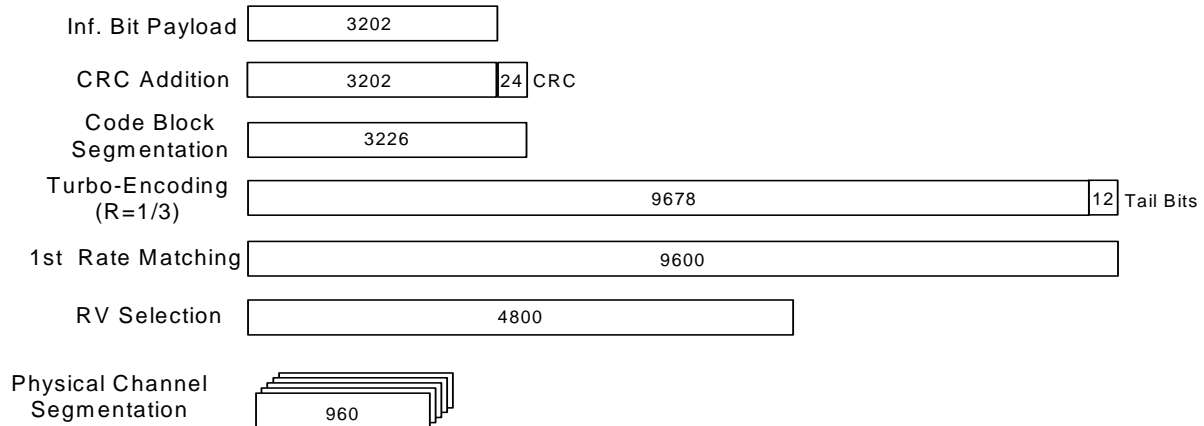 Inf. Bit Payload
3202
CRC Addition
3202
24
CRC
Code Block
Segmentation
3226
Turbo-Encoding
(R=1/3)
9678
12
Tail Bits
1st Rate Matching
9600
RV Selection
4800
Physical Channel
Segmentation
960